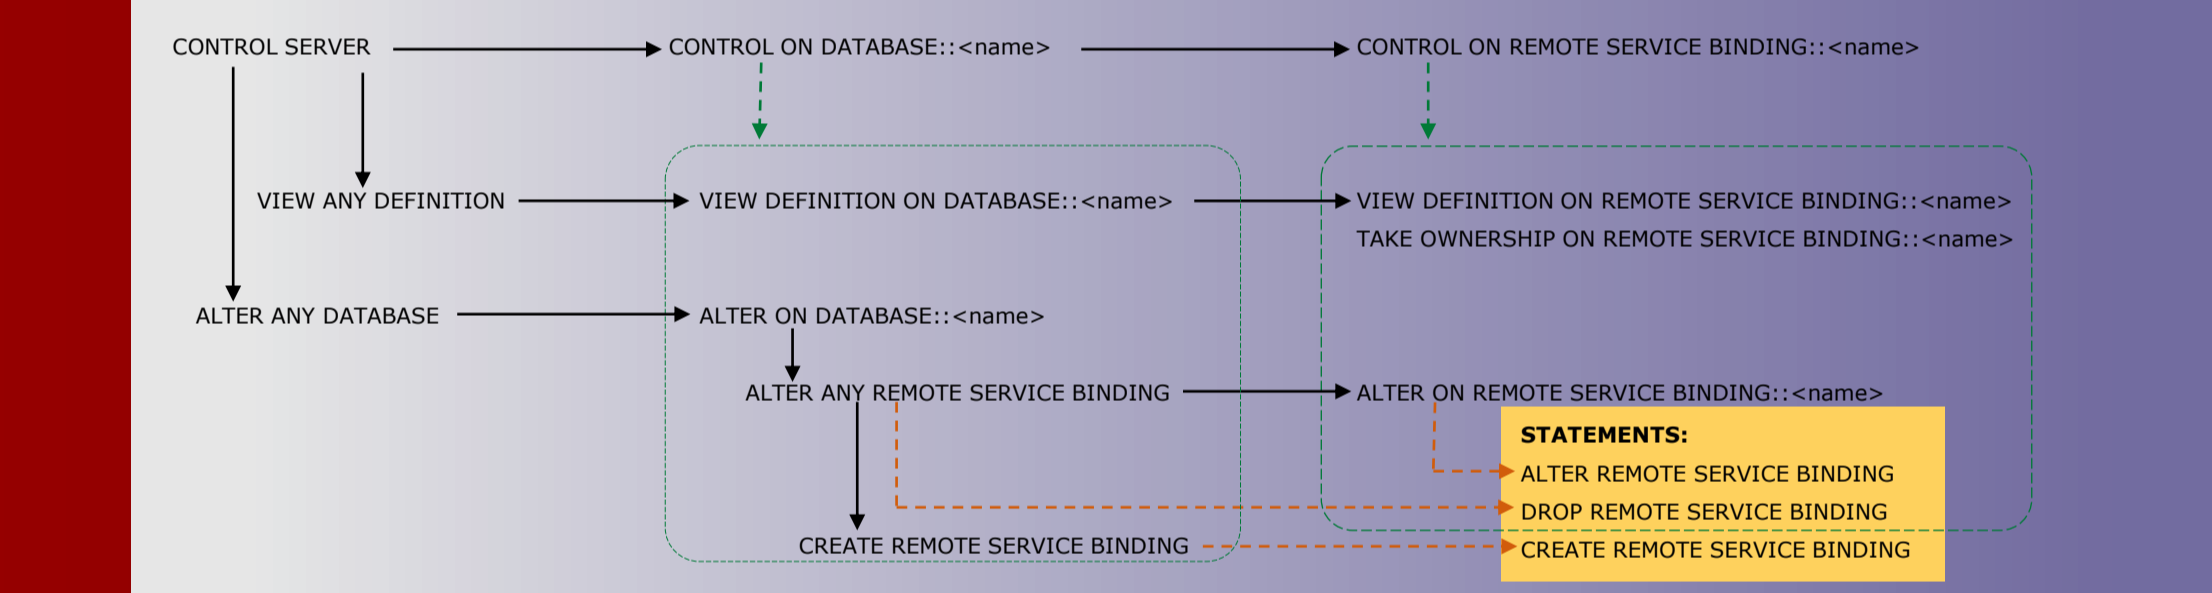 CONTROL SERVER
CONTROL ON DATABASE::<name>
CONTROL ON REMOTE SERVICE BINDING::<name>
VIEW ANY DEFINITION
VIEW DEFINITION ON DATABASE::<name>
VIEW DEFINITION ON REMOTE SERVICE BINDING::<name>
TAKE OWNERSHIP ON REMOTE SERVICE BINDING::<name>
ALTER ANY DATABASE
ALTER ON DATABASE::<name>
ALTER ANY REMOTE SERVICE BINDING
ALTER ON REMOTE SERVICE BINDING::<name>
STATEMENTS:
ALTER REMOTE SERVICE BINDING
DROP REMOTE SERVICE BINDING
CREATE REMOTE SERVICE BINDING
CREATE REMOTE SERVICE BINDING